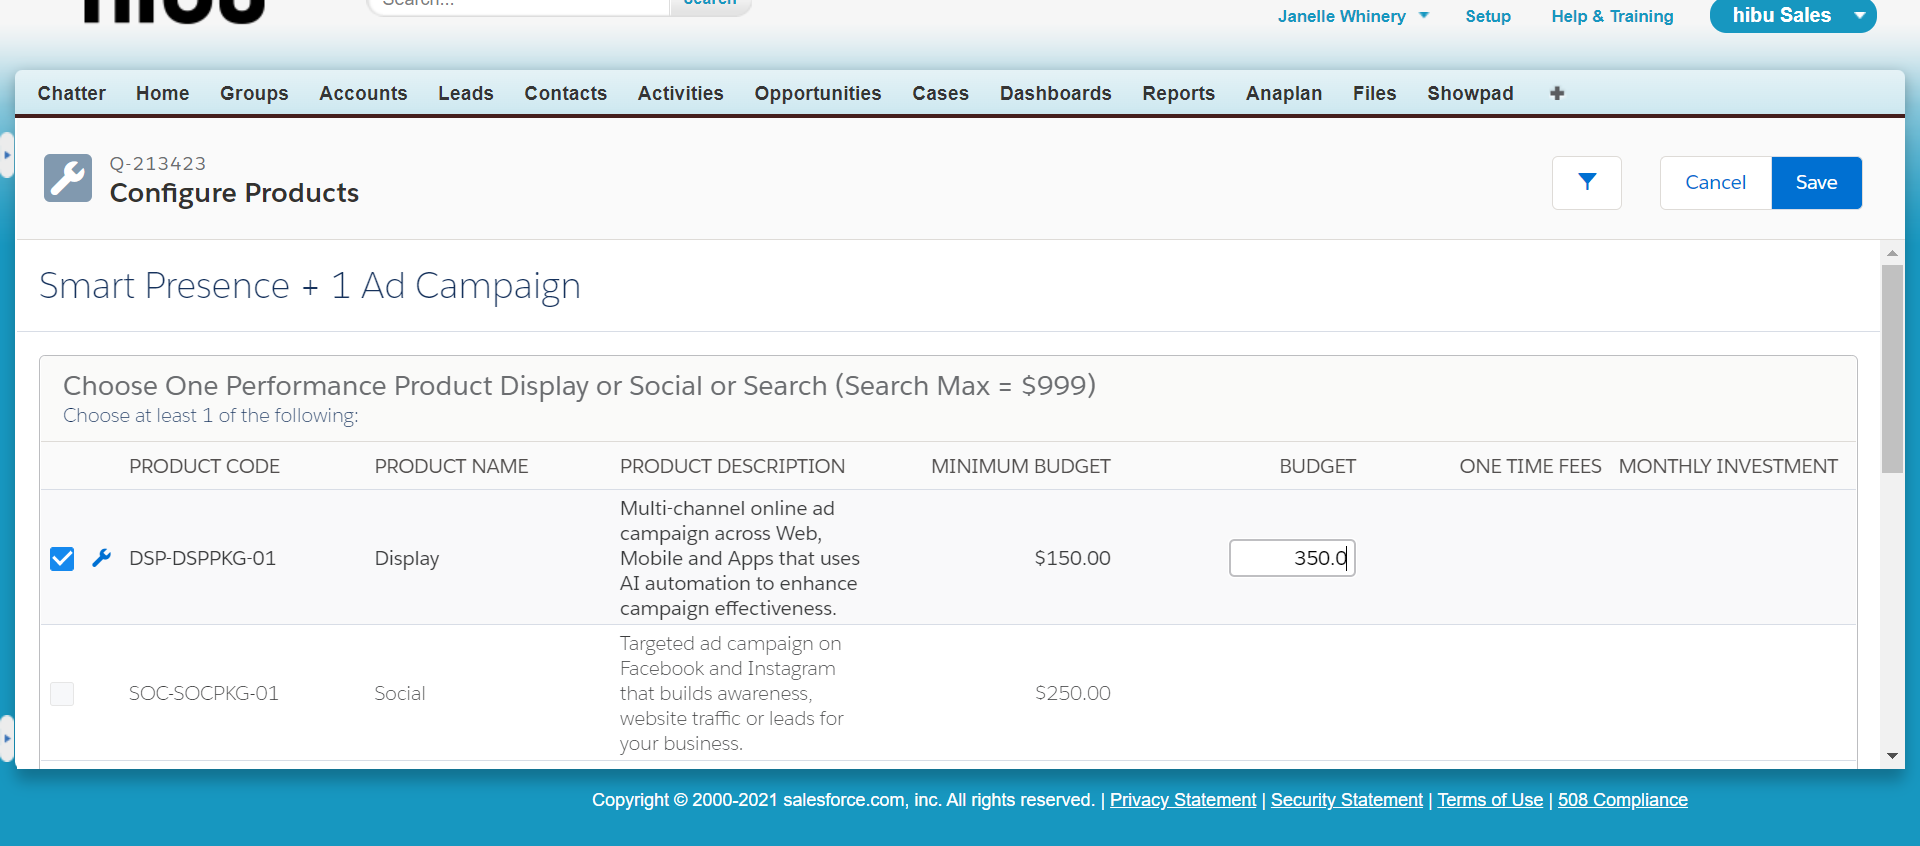 hibu
Search...
Search
Janelle Whinery
Setup
Help & Training
hibu Sales
Chatter Home Groups Accounts Leads Contacts Activities Opportunities Cases Dashboards Reports Anaplan Files Showpad
Q-213423
Configure Products
Cancel
Save
Smart Presence + 1 Ad Campaign
Choose One Performance Product Display or Social or Search (Search Max = $999)
Choose at least 1 of the following:
PRODUCT CODE PRODUCT NAME PRODUCT DESCRIPTION MINIMUM BUDGET BUDGET ONE TIME FEES MONTHLY INVESTMENT
Multi-channel online ad
campaign across Web,
DSP-DSPPKG-01 Display Mobile and Apps that uses $150.00 350.0
AI automation to enhance
campaign effectiveness.
Targeted ad campaign on
Facebook and Instagram
SOC-SOCPKG-01 Social that builds awareness, $250.00
website traffic or leads for
your business.
Copyright © 2000-2021 salesforce.com, inc. All rights reserved. | Privacy Statement | Security Statement | Terms of Use | 508 Compliance